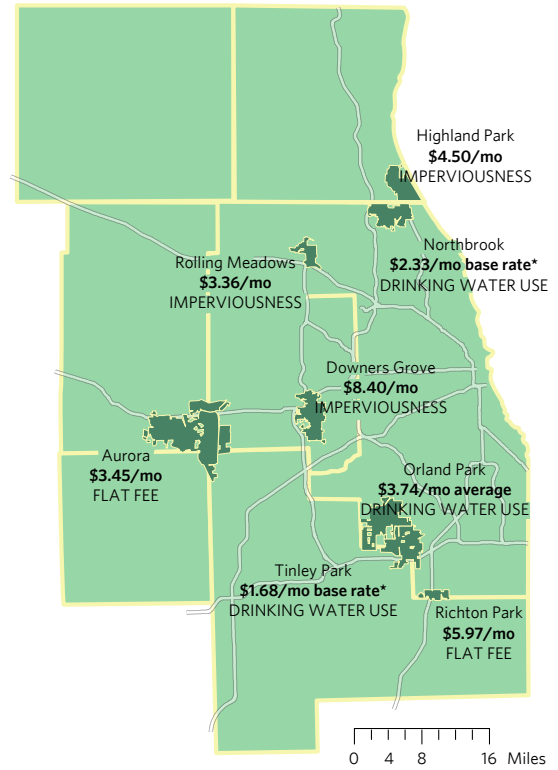 Highland Park
$4.50/mo
IMPERVIOUSNESS
Northbrook
$2.33/mo base rate*
DRINKING WATER USE
Rolling Meadows
$3.36/mo
IMPERVIOUSNESS
Downers Grove
$8.40/mo
IMPERVIOUSNESS
Aurora
$3.45/mo
FLAT FEE
Orland Park
$3.74/mo average
DRINKING WATER USE
Tinley Park
$1.68/mo base rate*
DRINKING WATER USE
Richton Park
$5.97/mo
FLAT FEE
0 4 8 16 Miles